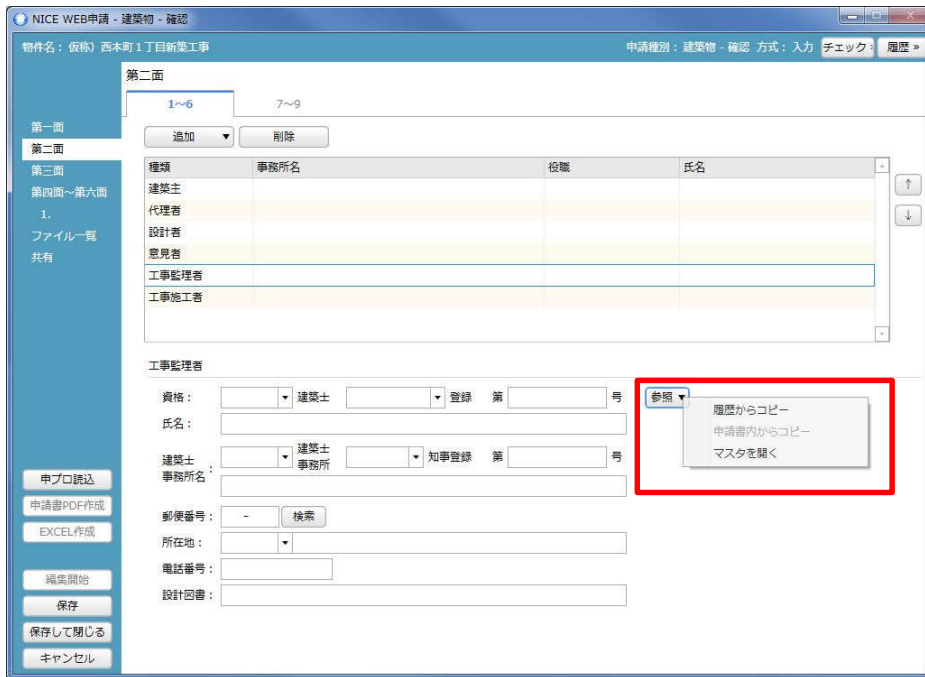 NICE WEB申請 - 建築物 - 確認
物件名： 仮称）西木町１丁目新築工事
申請種別： 建築物 - 確認 方式： 入力
チェック »
履歴 »
第一面
第二面
第三面
第四面～第六面
1.
ファイル一覧
共有
申プロ読込
申請書PDF作成
EXCEL作成
編集開始
保存
保存して閉じる
キャンセル
第二面
1～6 7～9
追加 ▼ 削除
種類 事務所名 役職 氏名
建築主
代理者
設計者
意見者
工事監理者
工事施工者
↑
↓
工事監理者
資格： 建築士 登録 第 号 参照 ▼
氏名：
建築士事務所名： 建築士事務所 知事登録 第 号
郵便番号： - 検索
所在地：
電話番号：
設計図書：
履歴からコピー
申請書内からコピー
マスタを開く